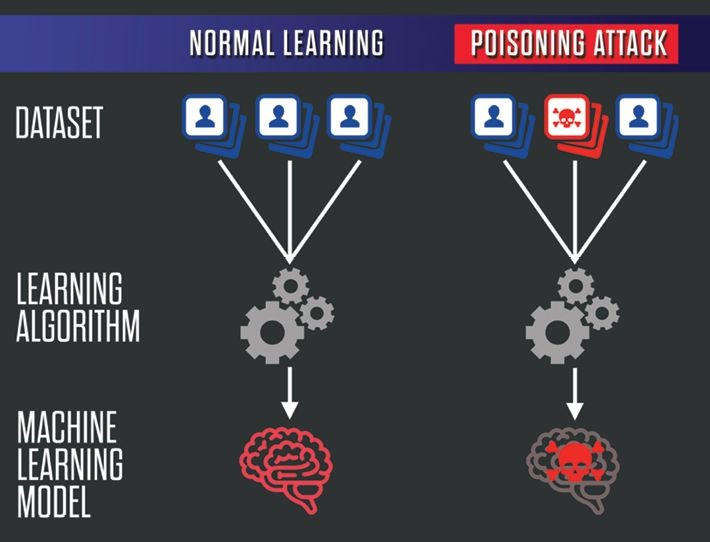 NORMAL LEARNING
POISONING ATTACK
DATASET
LEARNING
ALGORITHM
MACHINE
LEARNING
MODEL